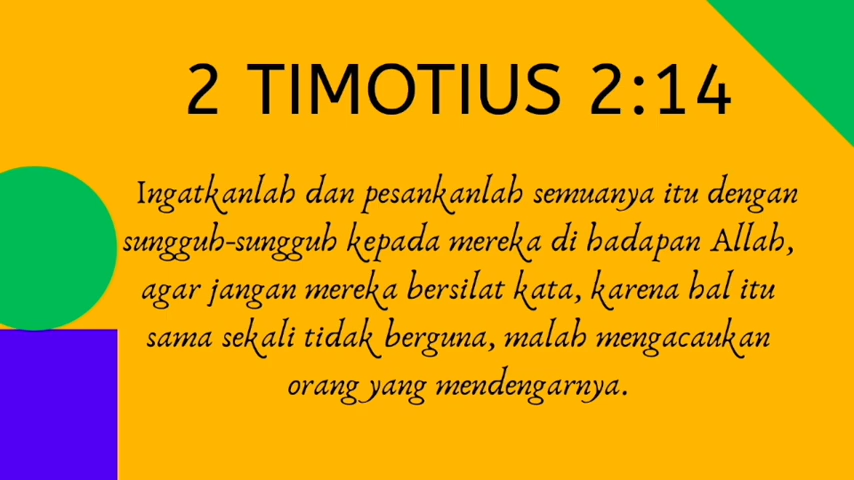 2 TIMOTIUS 2:14
Ingatkanlah dan pesankanlah semuanya itu dengan
sungguh-sungguh kepada mereka di hadapan Allah,
agar jangan mereka bersilat kata, karena hal itu
sama sekali tidak berguna, malah mengacaukan
orang yang mendengarnya.